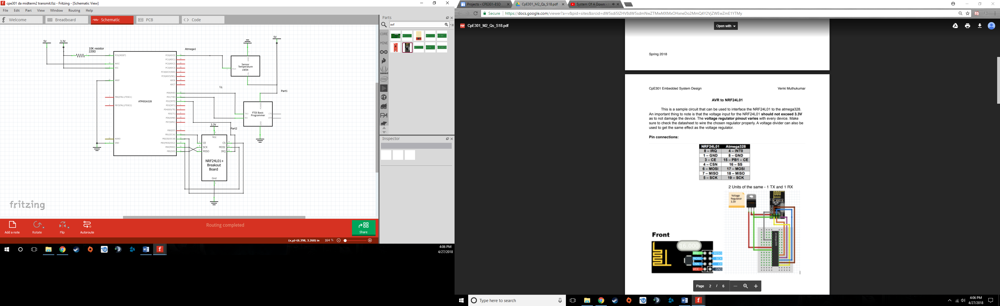 cpe301 da midterm2 transmit.fzz - Fritzing - [Schematic View]
File Edit Part View Window Routing Help
Welcome
Breadboard
Schematic
PCB
Code
5V
3.3V
10K resistor
220Ω
Atmega1
PC6(RESET)
AVCC
VCC
AREF
PB6(XTAL1/TOSC1)
PB7(XTAL2/TOSC2)
AGND
GND
ATMEGA328
PC0(ADC0)
PC1(ADC1)
PC2(ADC2)
PC3(ADC3)
PC4(ADC4/SDA)
PC5(ADC5/SCL)
ADC6
ADC7
PD0(RXD)
PD1(TXD)
PD2(INT0)
PD3(INT1)
PD4(XCK/T0)
PD5(T1)
PD6(AIN0)
PD7(AIN1)
PB0(ICP)
PB1(OC1A)
PB2(SS/OC1B)
PB3(MOSI/OC2)
PB4(MISO)
PB5(SCK)
GND
Vout
Sensor
Temperature
LM34
5V
Part1
POWER
TXO
RXI
CTS
DTR
GND
FTDI Basic
Programmer
3.3V
Part2
Vcc
CE
SCK
MISO
CS
MOSI
IRQ
NRF24L01+
Breakout
Board
Gnd
fritzing
Parts
nrf
CORE
MINE
seeed
intel
PA
Inspector
Add a note
Rotate
Flip
Autoroute
Routing completed
Share
(x,y)=(6.398, 3.260) in 164 %
4:06 PM
4/27/2018
Projects - CPE301-ESD
CpE301_M2_Qs_S18.pdf
System Of A Down -
Secure
https://docs.google.com/viewer?a=v&pid=sites&srcid=dW5sdi5lZHV8dW5sdmNwZTMwMXMxOHxneDo2MmQ4Y2VjZWEwZmE1YTMy
CpE301_M2_Qs_S18.pdf
Open with
Spring 2018
CpE301 Embedded System Design Venki Muthukumar
AVR to NRF24L01
This is a sample circuit that can be used to interface the NRF24L01 to the atmega328.
An important thing to note is that the voltage input for the NRF24L01 should not exceed 3.3V
as to not damage the device. The voltage regulator pinout varies with every device. Make
sure to check the datasheet to wire the chosen regulator properly. A voltage divider can also be
used to get the same effect as the voltage regulator.
Pin connections:
NRF24L01 Atmega328
8 – IRQ 4 – INT0
1 – GND 8 – GND
3 – CE 15 – PB1 – CE
4 – CSN 16 – SS
6 – MOSI 17 – MOSI
7 – MISO 18 – MISO
5 – SCK 19 – SCK
2 Units of the same - 1 TX and 1 RX
Voltage
Regulator
3.3V
Front
16.000
IRQ MISO
MOSI SCK
CSN CE
VCC GND
Page 2 / 6
Type here to search
4:06 PM
4/27/2018